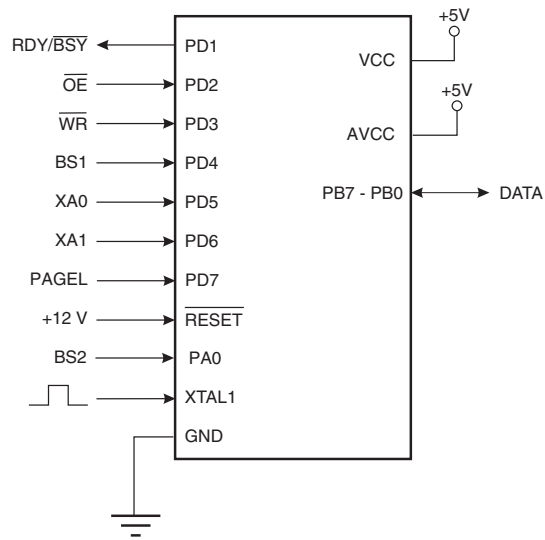 +5V
RDY/BSY PD1
VCC
OE PD2
+5V
WR PD3
AVCC
BS1 PD4
XA0 PD5 PB7 - PB0 DATA
XA1 PD6
PAGEL PD7
+12 V RESET
BS2 PA0
XTAL1
GND